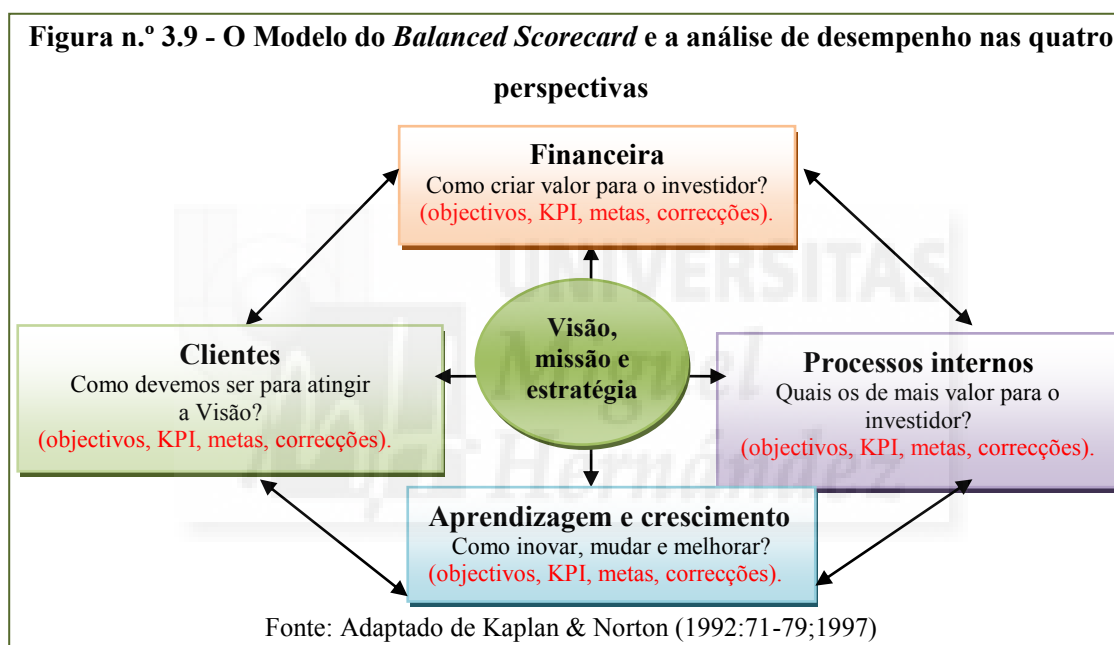 Figura n.º 3.9 - O Modelo do Balanced Scorecard e a análise de desempenho nas quatro
perspectivas
Financeira
Como criar valor para o investidor?
(objectivos, KPI, metas, correcções).
Visão,
missão e
estratégia
Clientes
Como devemos ser para atingir
a Visão?
(objectivos, KPI, metas, correcções).
Processos internos
Quais os de mais valor para o
investidor?
(objectivos, KPI, metas, correcções).
Aprendizagem e crescimento
Como inovar, mudar e melhorar?
(objectivos, KPI, metas, correcções).
Fonte: Adaptado de Kaplan & Norton (1992:71-79;1997)
UNIVERSITAS
Miguel
Hernández